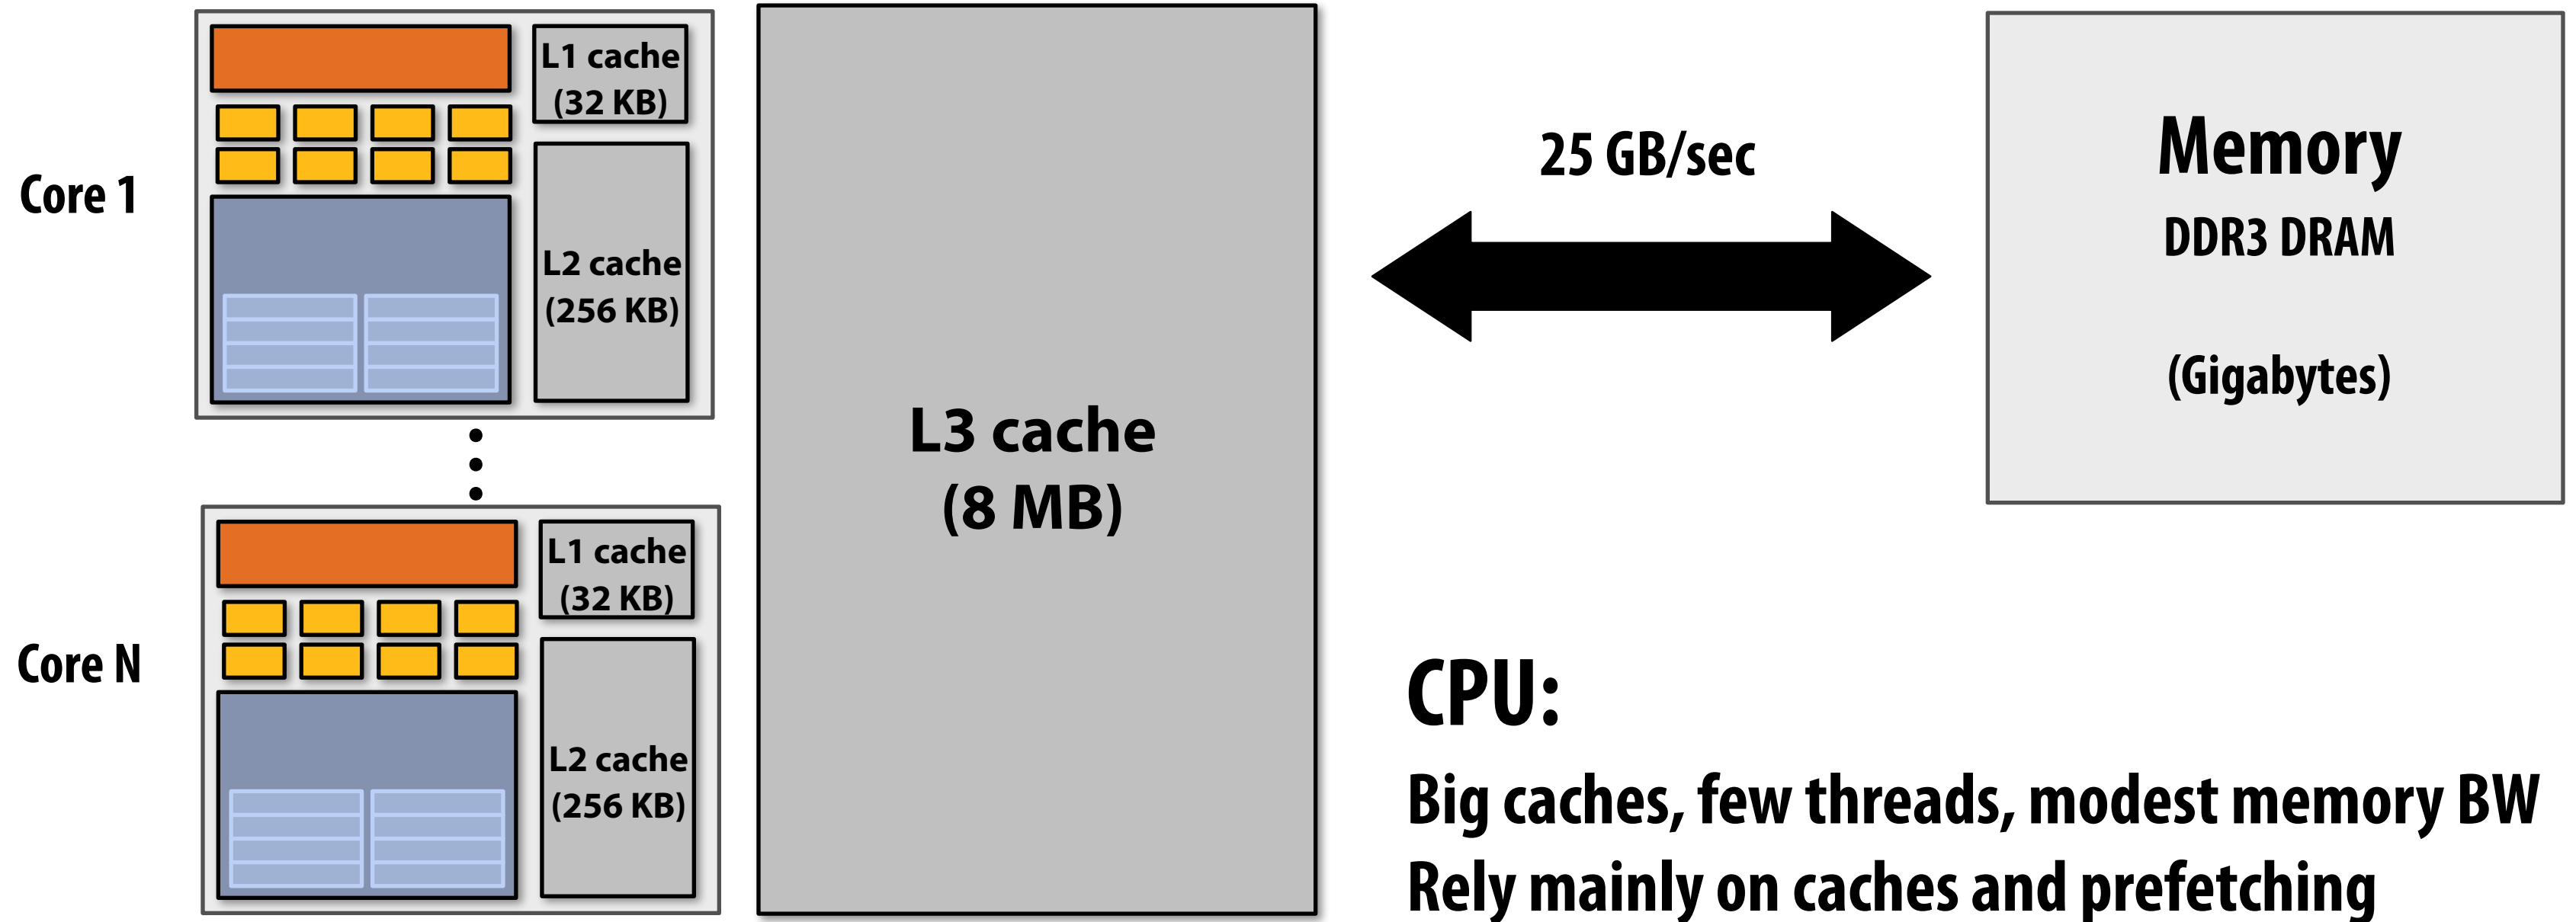 Core 1
L1 cache
(32 KB)
L2 cache
(256 KB)
Core N
L1 cache
(32 KB)
L2 cache
(256 KB)
L3 cache
(8 MB)
25 GB/sec
Memory
DDR3 DRAM
(Gigabytes)
CPU:
Big caches, few threads, modest memory BW
Rely mainly on caches and prefetching